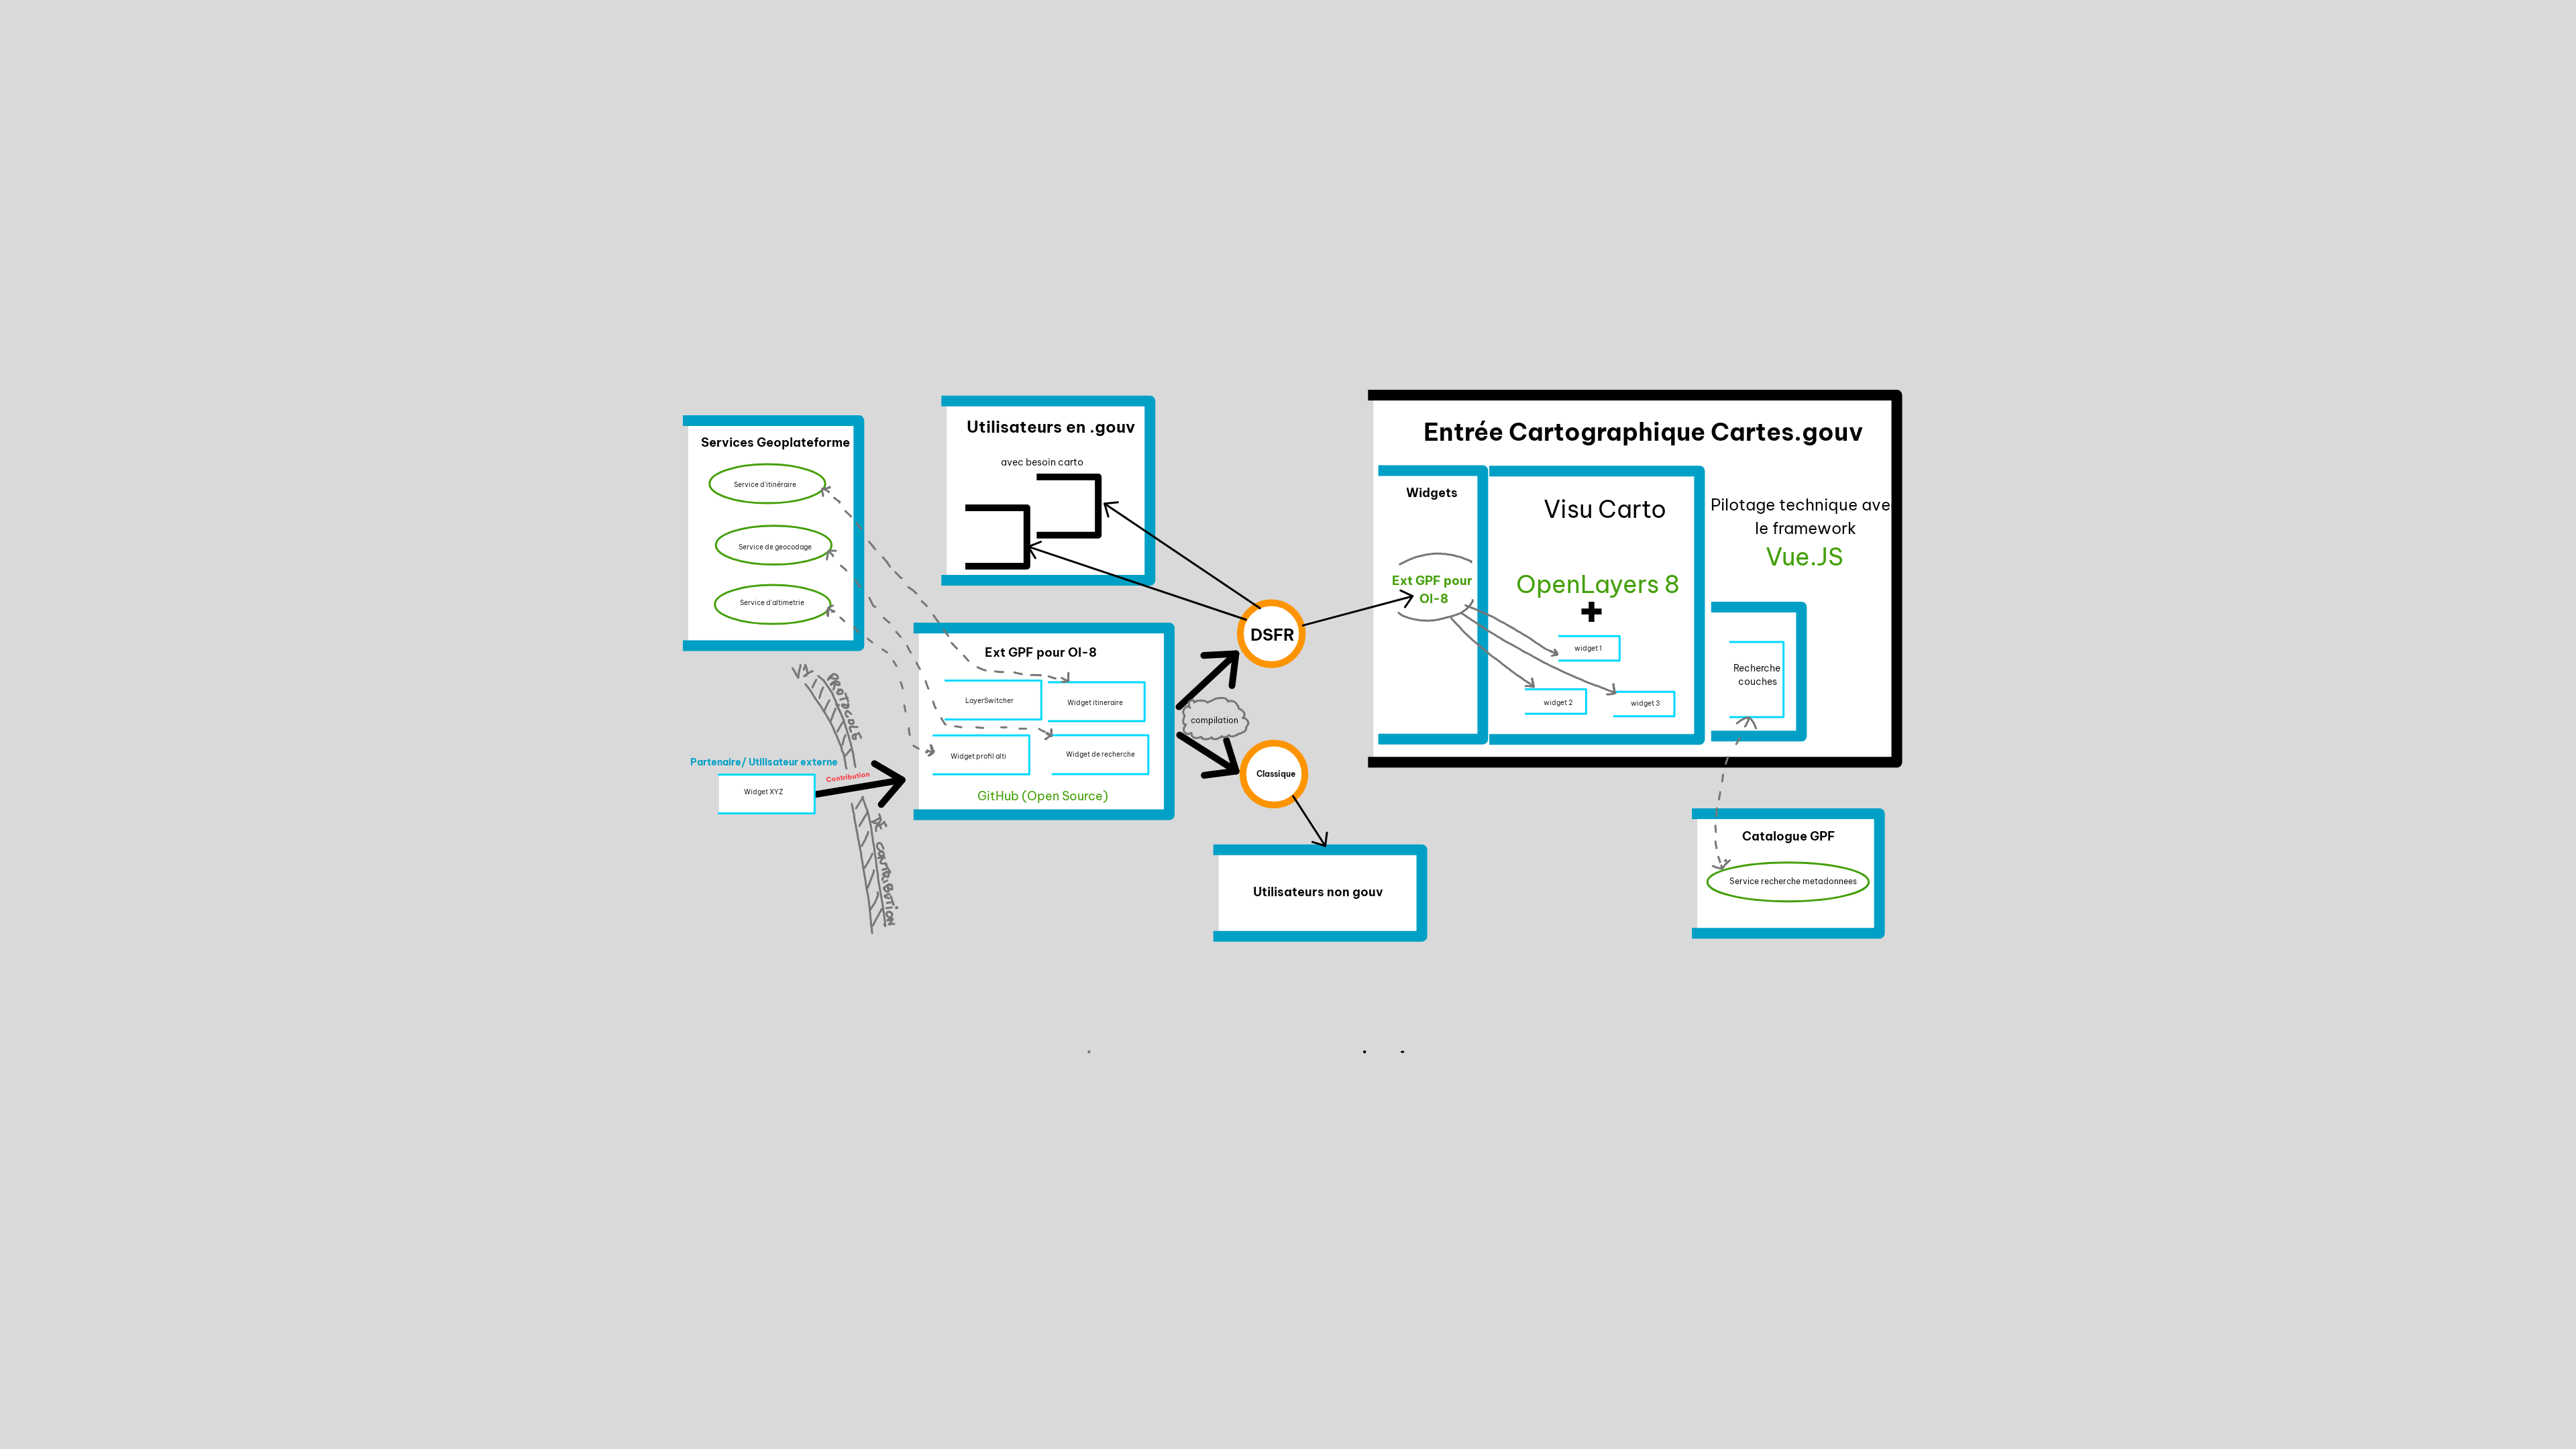 Services Geoplateforme
Service d'itinéraire
Service de geocodage
Service d'altimetrie
Utilisateurs en .gouv
avec besoin carto
Entrée Cartographique Cartes.gouv
Widgets
Ext GPF pour
OI-8
Visu Carto
OpenLayers 8
+
widget 1
widget 2
widget 3
Pilotage technique ave
le framework
Vue.JS
Recherche
couches
DSFR
compilation
Classique
Ext GPF pour OI-8
LayerSwitcher
Widget itineraire
Widget profil alti
Widget de recherche
GitHub (Open Source)
PROTOCOLE
DE CONTRIBUTION
Partenaire/ Utilisateur externe
Widget XYZ
Contribution
Utilisateurs non gouv
Catalogue GPF
Service recherche metadonnees